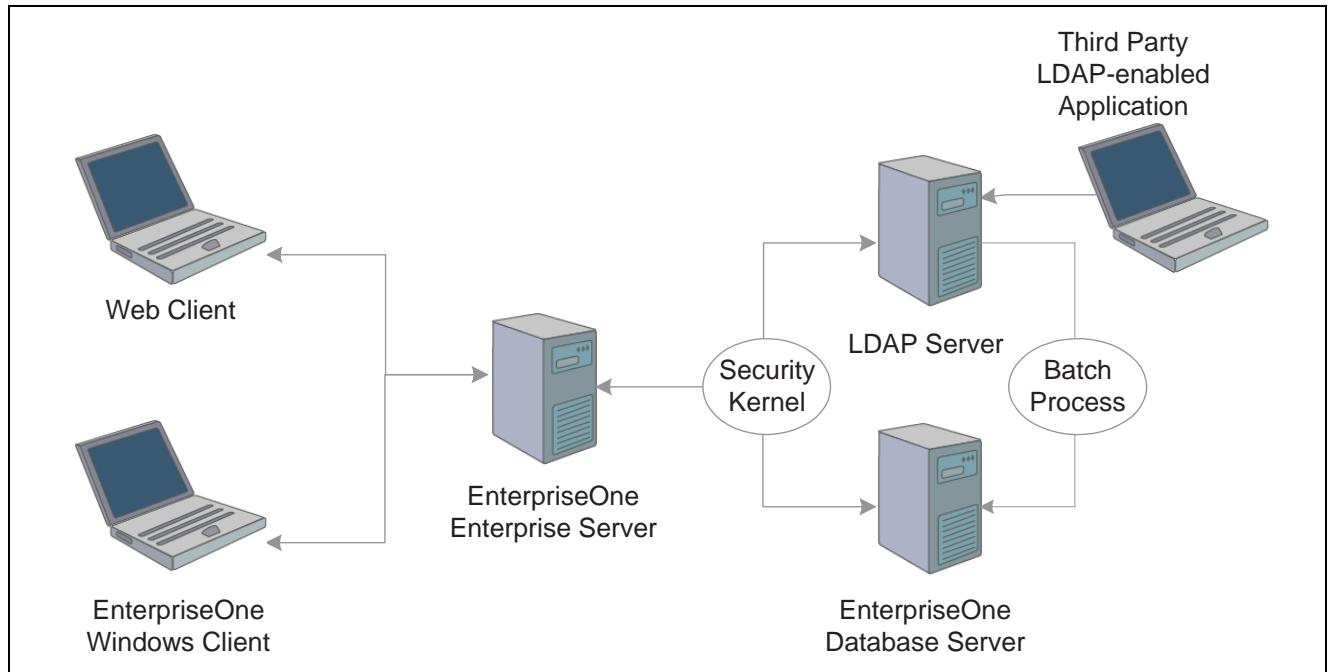 Third Party
LDAP-enabled
Application
Web Client
LDAP Server
Security
Kernel
Batch
Process
EnterpriseOne
Enterprise Server
EnterpriseOne
Windows Client
EnterpriseOne
Database Server